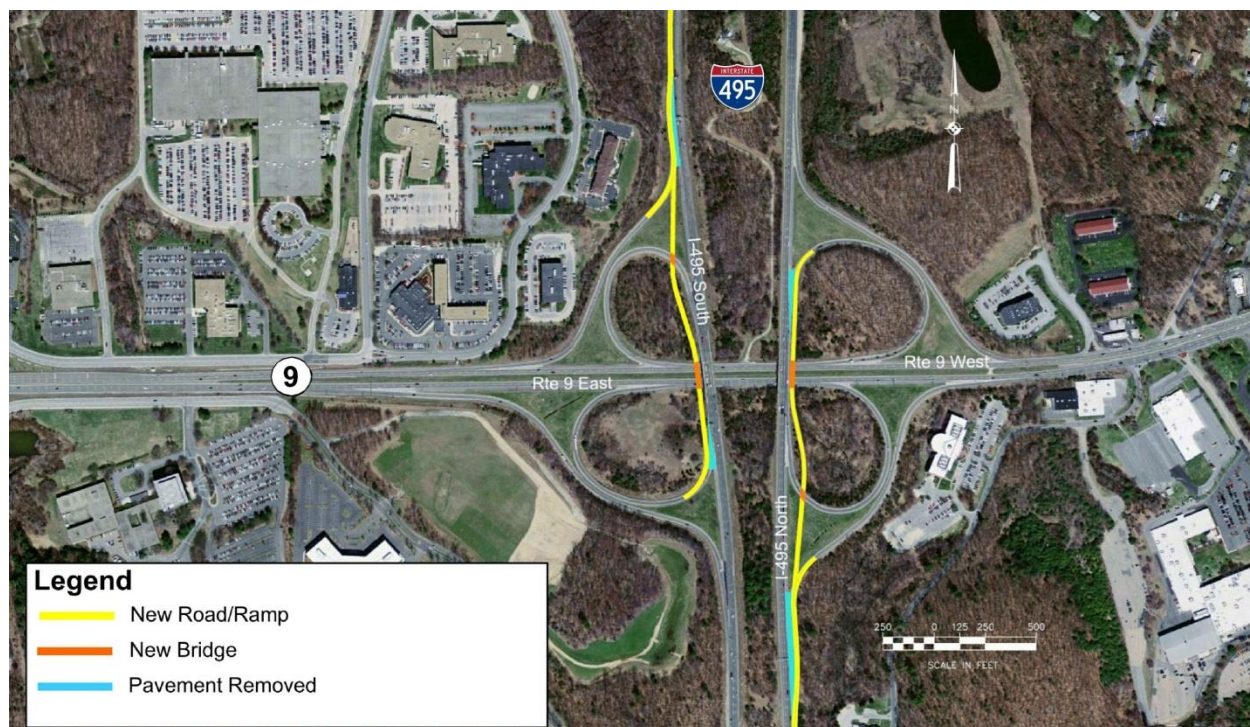 INTERSTATE
495
N
I-495 South
9
Rte 9 East
Rte 9 West
I-495 North
Legend
New Road/Ramp
New Bridge
Pavement Removed
250 0 125 250 500
SCALE IN FEET